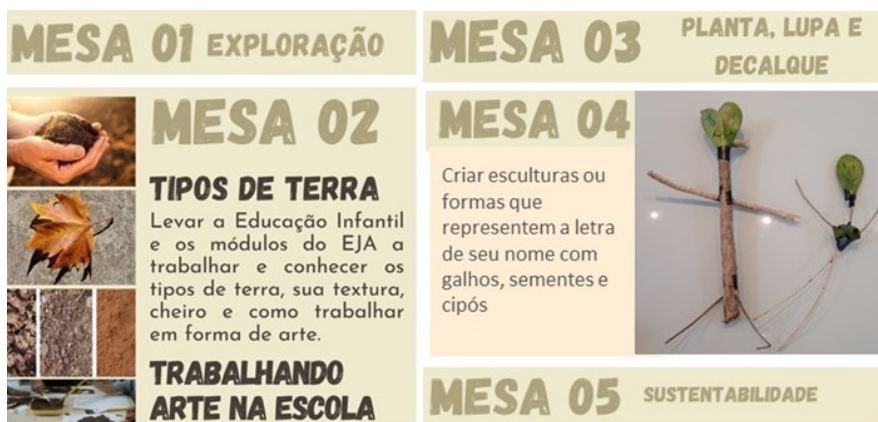 MESA 01 EXPLORAÇÃO
MESA 02
TIPOS DE TERRA
Levar a Educação Infantil
e os módulos do EJA a
trabalhar e conhecer os
tipos de terra, sua textura,
cheiro e como trabalhar
em forma de arte.
TRABALHANDO
ARTE NA ESCOLA
MESA 03 PLANTA, LUPA E
DECALQUE
MESA 04
Criar esculturas ou
formas que
representem a letra
de seu nome com
galhos, sementes e
cipós
MESA 05 SUSTENTABILIDADE